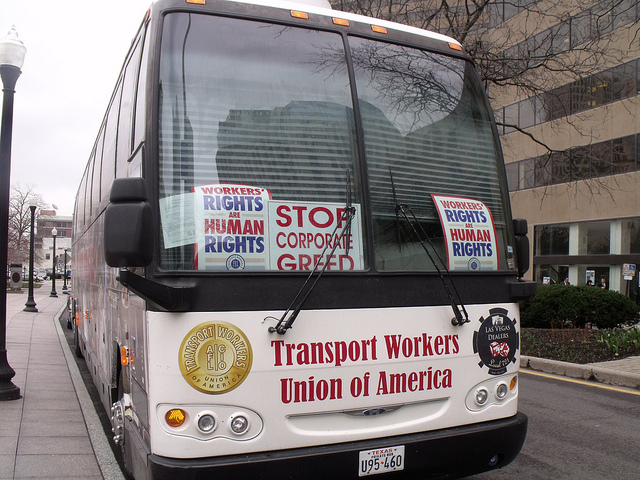 WORKERS'
RIGHTS
ARE
HUMAN
RIGHTS
STOP
CORPORATE
GREED
WORKERS'
RIGHTS
ARE
HUMAN
RIGHTS
TRANSPORT WORKERS
AFL
CIO
UNION
OF AMERICA
Transport Workers
Union of America
LAS VEGAS
DEALERS
TEXAS
U95 460